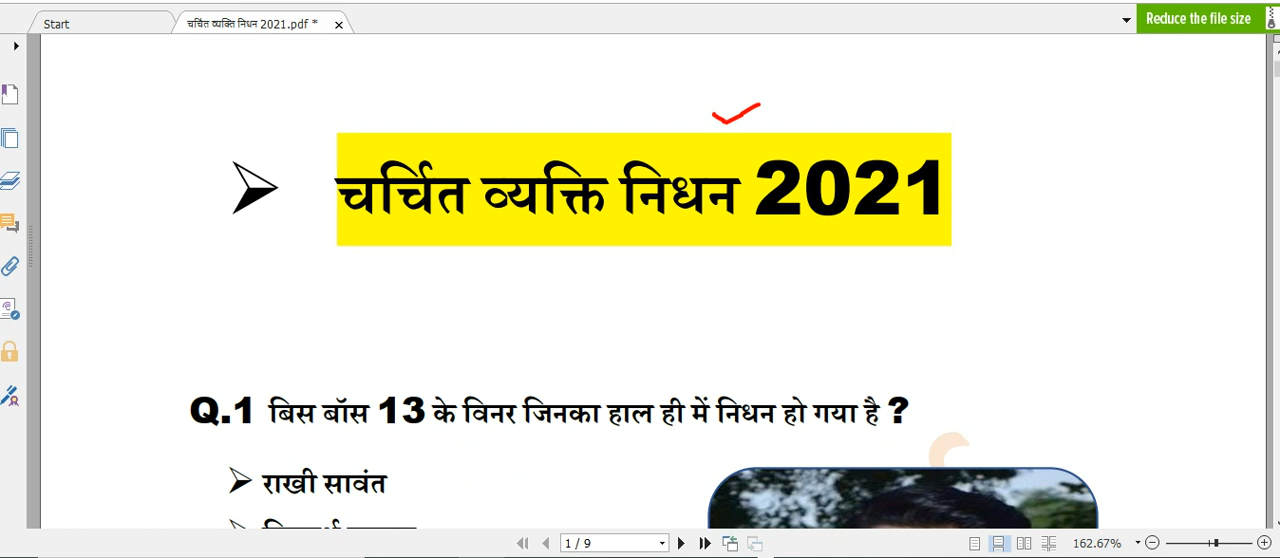 Start
चर्चित व्यक्ति निधन 2021.pdf *
Reduce the file size
चर्चित व्यक्ति निधन 2021
Q.1 बिस बॉस 13 के विनर जिनका हाल ही में निधन हो गया है ?
राखी सावंत
1 / 9
162.67%